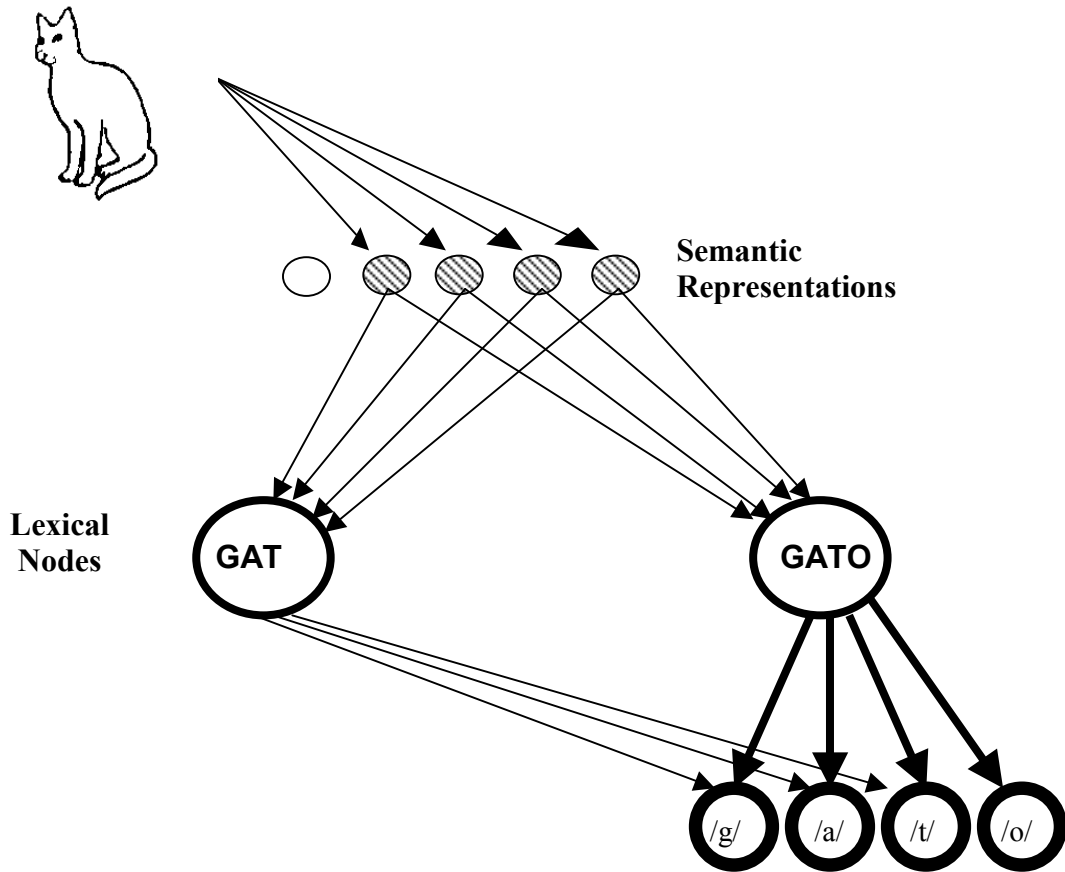 Semantic
Representations
Lexical
Nodes
GAT
GATO
/g/ /a/ /t/ /o/